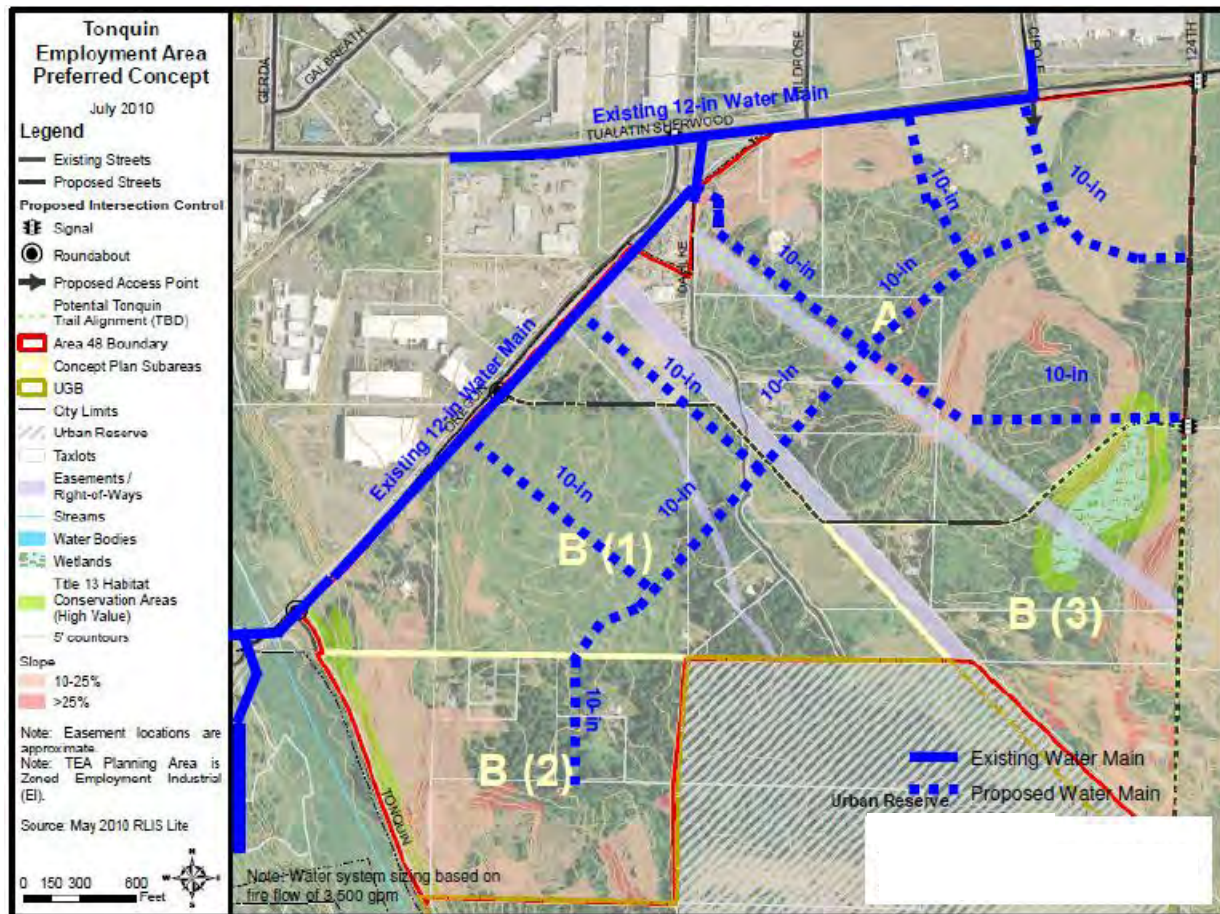 Tonquin
Employment Area
Preferred Concept
July 2010
Legend
Existing Streets
Proposed Streets
Proposed Intersection Control
Signal
Roundabout
Proposed Access Point
Potential Tonquin
Trail Alignment (TBD)
Area 48 Boundary
Concept Plan Subareas
UGB
City Limits
Urban Reserve
Taxlots
Easements /
Right-of-Ways
Streams
Water Bodies
Wetlands
Title 13 Habitat
Conservation Areas
(High Value)
5' countours
Slope
10-25%
>25%
Note: Easement locations are
approximate.
Note: TEA Planning Area is
Zoned Employment Industrial
(EI).
Source: May 2010 RLIS Lite
0 150 300 600
Feet
N
S
GERDA
GALBREATH
CIPOLE
124TH
Existing 12-in Water Main
TUALATIN SHERWOOD
10-in
10-in
10-in
10-in
A
10-in
10-in
10-in
Existing 12-in Water Main
10-in
10-in
B (1)
B (3)
10-in
B (2)
TONQUIN
Existing Water Main
Proposed Water Main
Urban Reserve
Note: Water system sizing based on
fire flow of 3,500 gpm